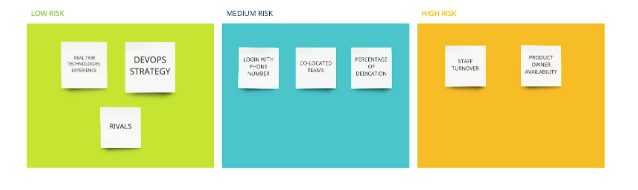 LOW RISK
MEDIUM RISK
HIGH RISK
REAL TIME
TECHNOLOGIES
EXPERIENCE
DEVOPS
STRATEGY
RIVALS
LOGIN WITH
PHONE
NUMBER
CO-LOCATED
TEAMS
PERCENTAGE
OF
DEDICATION
STAFF
TURNOVER
PRODUCT
OWNER
AVAILABILITY